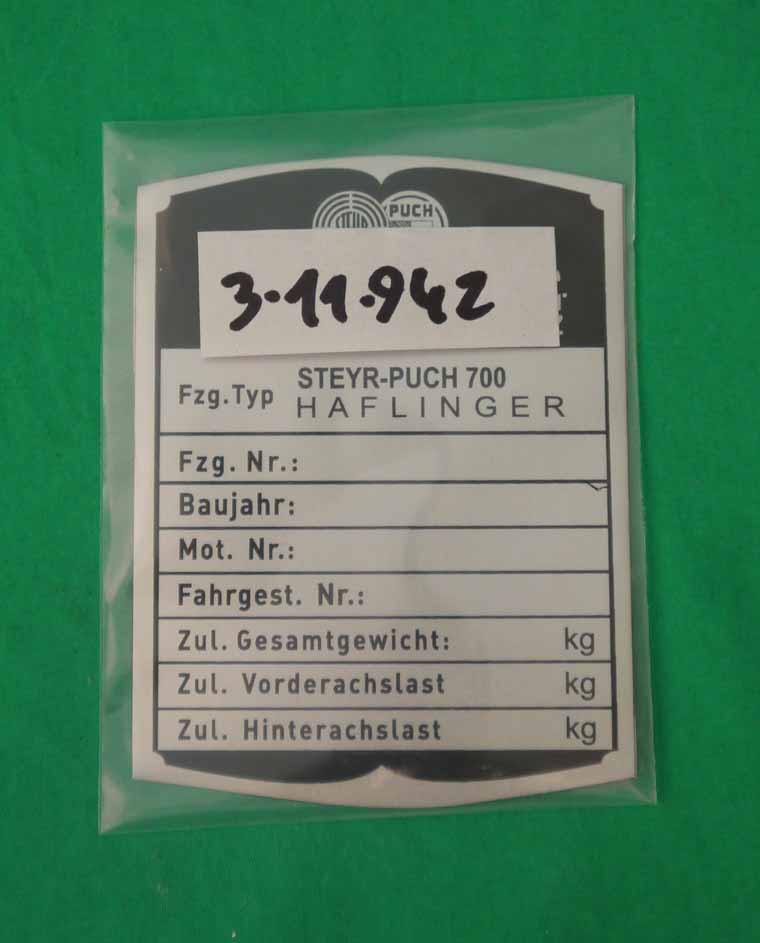 PUCH
3-11.942
Fzg.Typ STEYR-PUCH 700
HAFLINGER
Fzg. Nr.:
Baujahr:
Mot. Nr.:
Fahrgest. Nr.:
Zul. Gesamtgewicht: kg
Zul. Vorderachslast kg
Zul. Hinterachslast kg